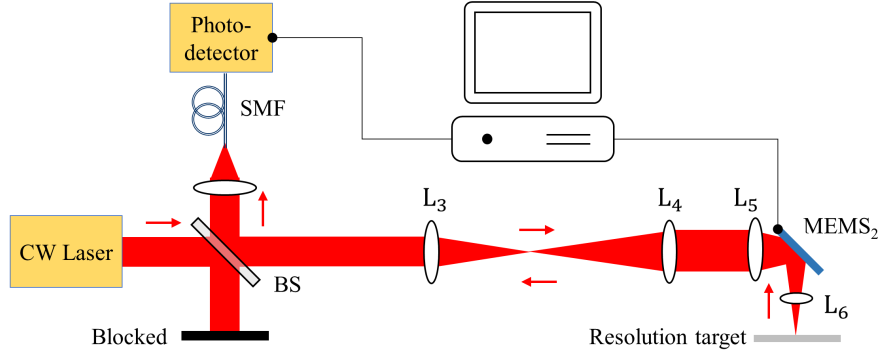 Photo-
detector
SMF
L₃
L₄
L₅
MEMS₂
CW Laser
BS
L₆
Blocked
Resolution target